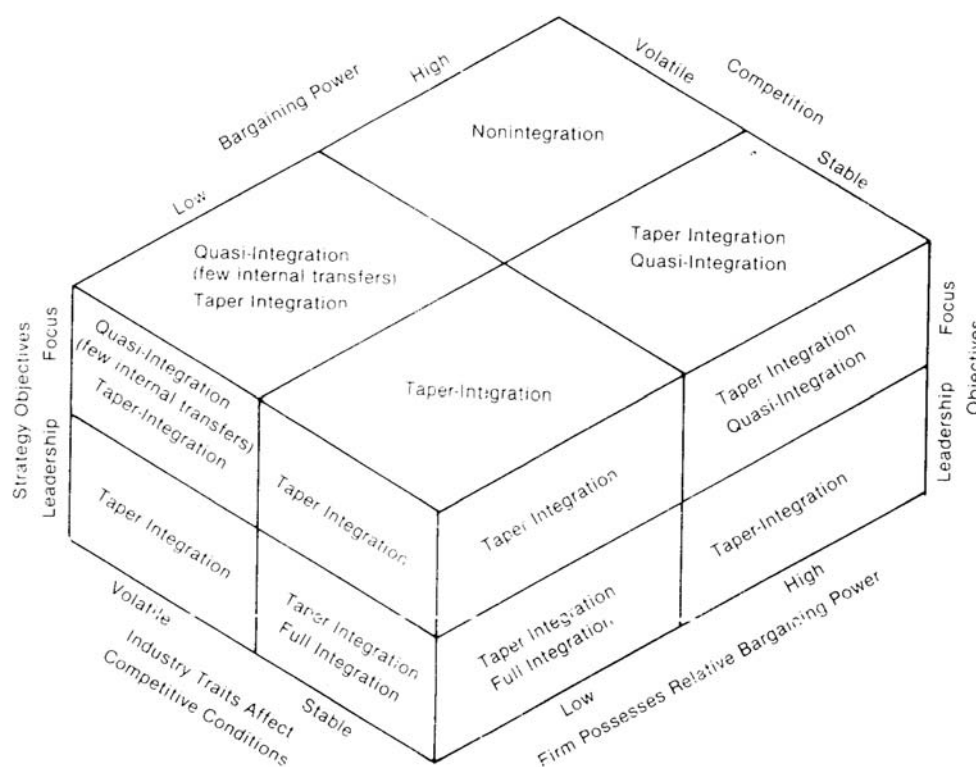 Bargaining Power
High
Low
Volatile
Competition
Stable
Nonintegration
Quasi-Integration
(few internal transfers)
Taper Integration
Taper Integration
Quasi-Integration
Taper-Integration
Strategy Objectives
Focus
Leadership
Quasi-Integration
(few internal transfers)
Taper-Integration
Taper Integration
Taper Integration
Quasi-Integration
Focus
Leadership
Objectives
Taper Integration
Taper Integration
Full Integration
Taper Integration
Full Integration
Taper Integration
Taper-Integration
Volatile
Stable
Industry Traits Affect
Competitive Conditions
Low
High
Firm Possesses Relative Bargaining Power